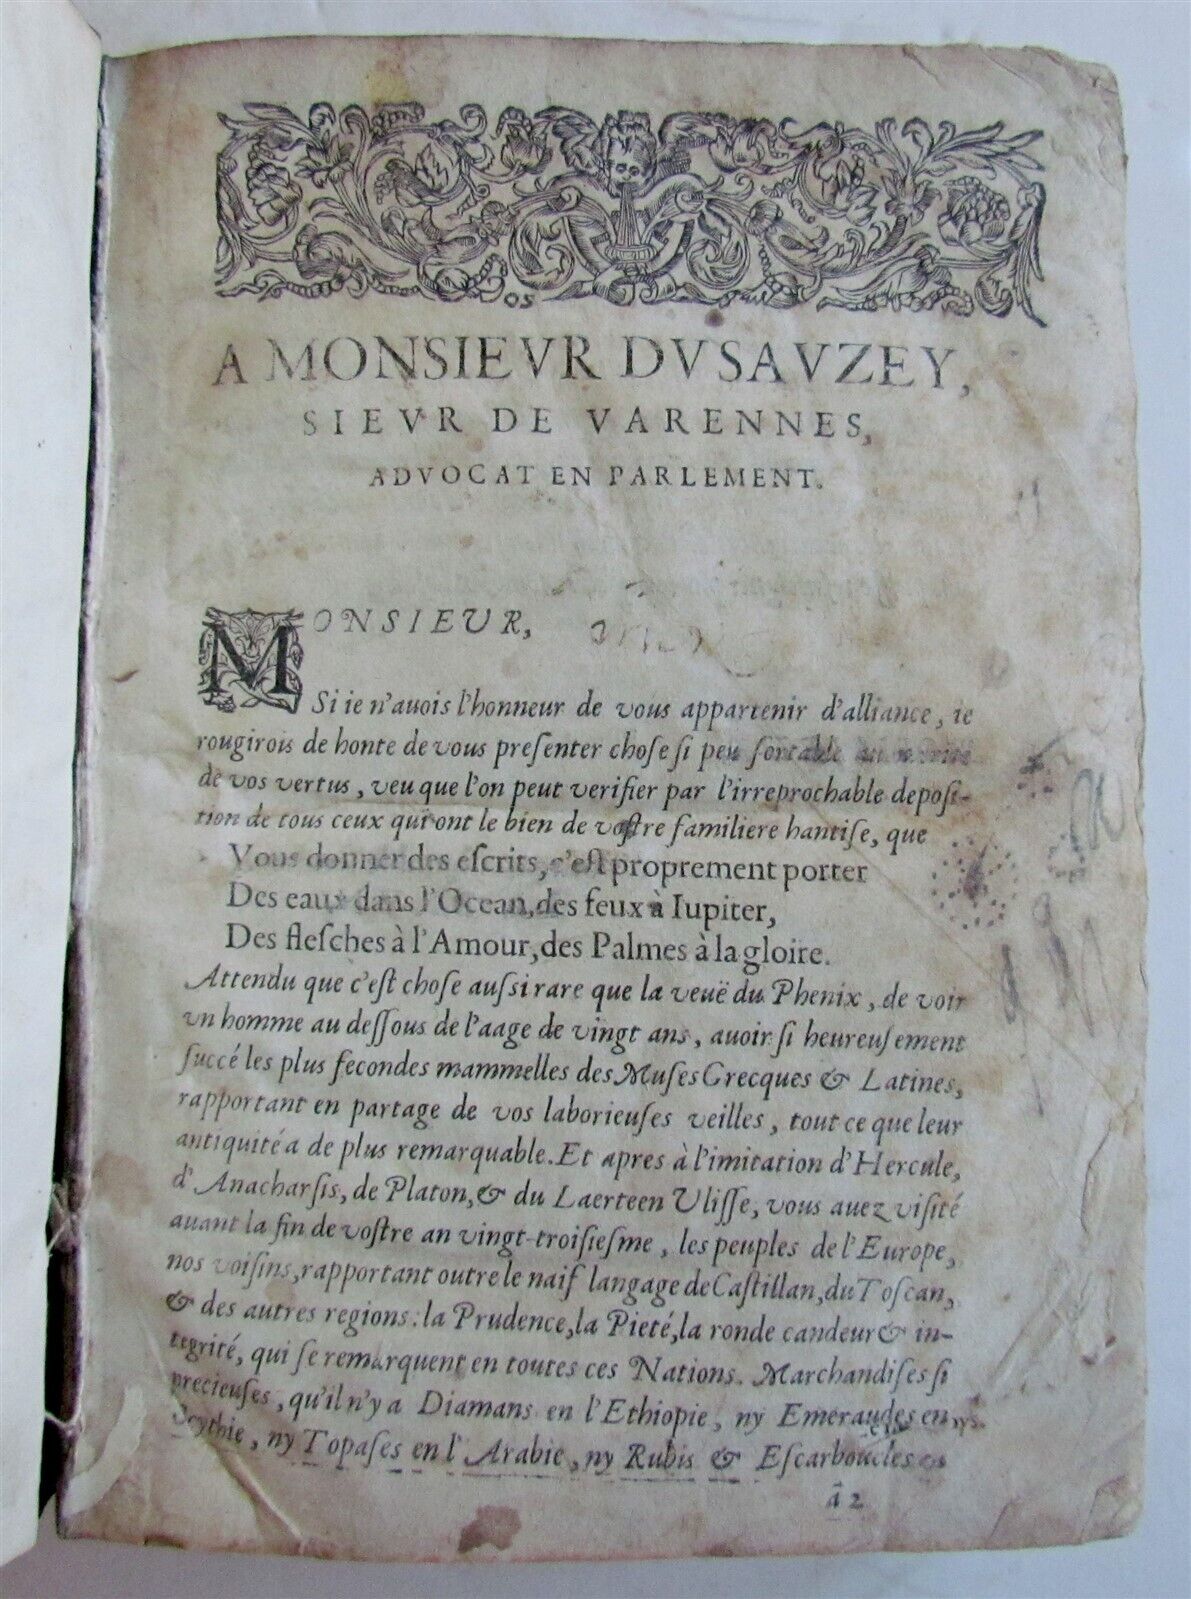 A MONSIEVR DVSAVZEY,
SIEVR DE VARENNES,
ADVOCAT EN PARLEMENT.
MONSIEVR,
Si ie n'auois l'honneur de vous appartenir d'alliance, ie
rougirois de honte de vous preſenter choſe ſi peu ſortable au merite
de vos vertus, veu que l'on peut verifier par l'irreprochable depoſi-
tion de tous ceux qui ont le bien de voſtre familiere hantiſe, que
Vous donner des eſcrits, c'eſt proprement porter
Des eaux dans l'Ocean, des feux à Iupiter,
Des fleſches à l'Amour, des Palmes à la gloire.
Attendu que c'eſt choſe auſsi rare que la veuë du Phenix, de voir
vn homme au deſſous de l'aage de vingt ans, auoir ſi heureuſement
ſuccé les plus fecondes mammelles des Muſes Grecques & Latines,
rapportant en partage de vos laborieuſes veilles, tout ce que leur
antiquité a de plus remarquable. Et apres à l'imitation d'Hercule,
d'Anacharſis, de Platon, & du Laerteen Vliſſe, vous auez viſité
auant la fin de voſtre an vingt-troiſieſme, les peuples de l'Europe,
nos voiſins, rapportant outre le naif langage de Caſtillan, du Toſcan,
& des autres regions: la Prudence, la Pieté, la ronde candeur & in-
tegrité, qui ſe remarquent en toutes ces Nations. Marchandiſes ſi
precieuſes, qu'il n'y a Diamans en l'Ethiopie, ny Emeraudes en
Scythie, ny Topaſes en l'Arabie, ny Rubis & Eſcarboucles en
ã 2